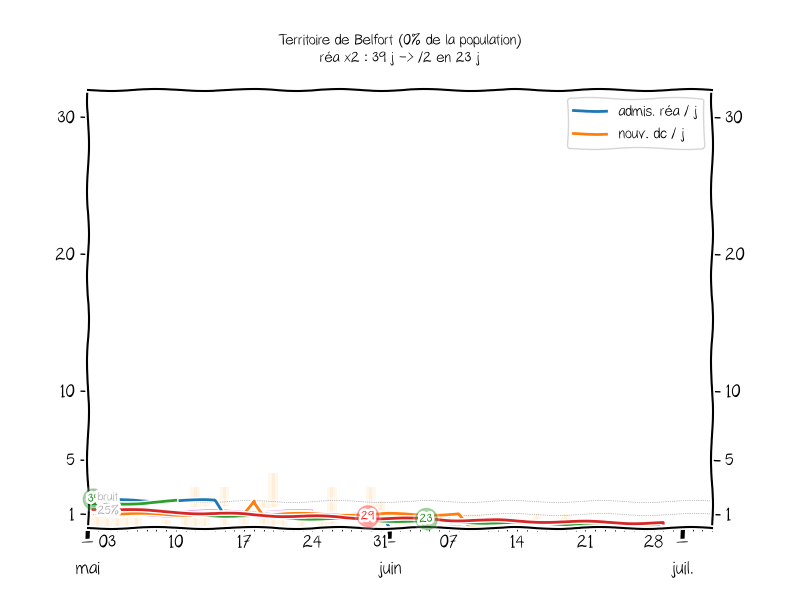 Territoire de Belfort (0% de la population)
réa x2 : 39 j -> /2 en 23 j
admis. réa / j
nouv. dc / j
30 30
20 20
10 10
5 5
bruit
25%
29
23
1 1
03 10 17 24 31 07 14 21 28
mai juin juil.